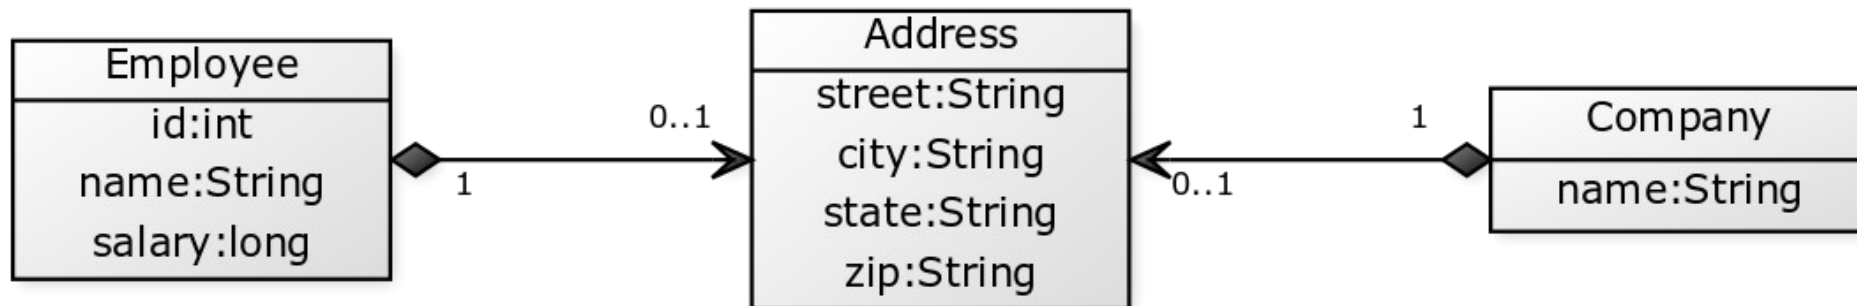 Employee
id:int
name:String
salary:long
1
0..1
Address
street:String
city:String
state:String
zip:String
0..1
1
Company
name:String